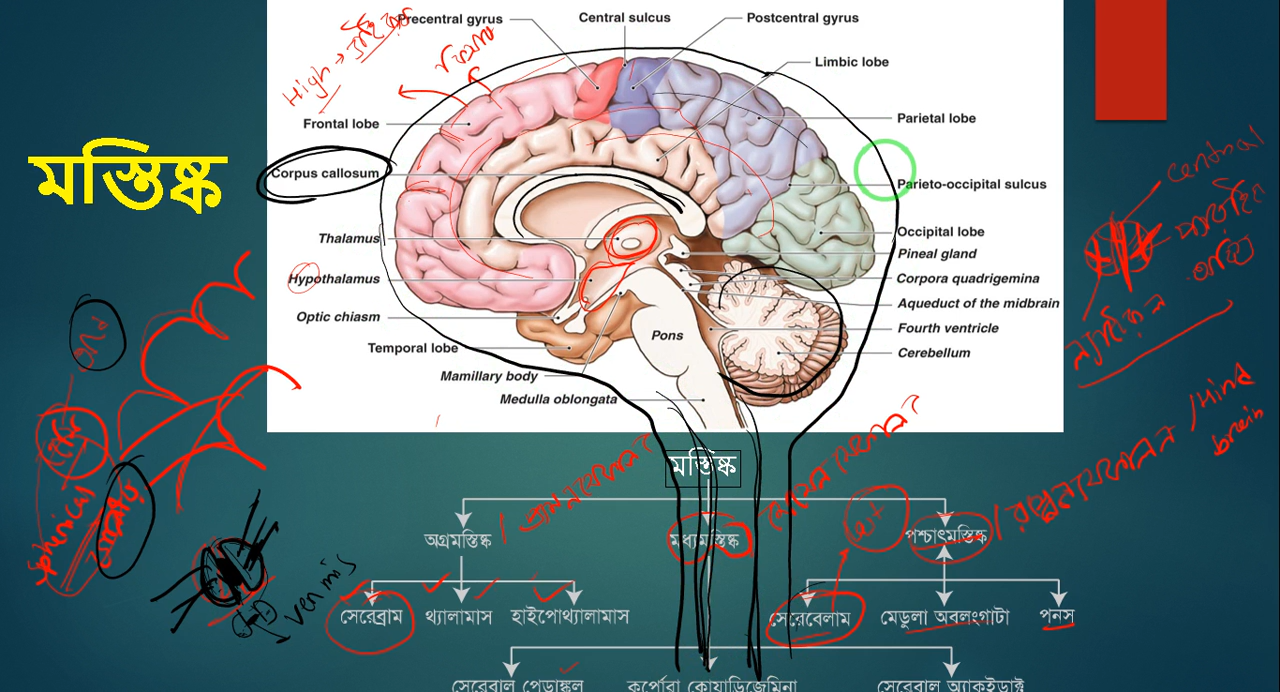 Precentral gyrus
Central sulcus
Postcentral gyrus
Limbic lobe
High →
Frontal lobe
Parietal lobe
Corpus callosum
Parieto-occipital sulcus
central
মস্তিষ্ক
Thalamus
Occipital lobe
Pineal gland
Hypothalamus
Corpora quadrigemina
Aqueduct of the midbrain
Optic chiasm
Fourth ventricle
Pons
Temporal lobe
Cerebellum
Mamillary body
Medulla oblongata
/Hind
brain
মস্তিষ্ক
অগ্রমস্তিষ্ক
মধ্যমস্তিষ্ক
পশ্চাৎমস্তিষ্ক
vermis
সেরেব্রাম থ্যালামাস হাইপোথ্যালামাস
সেরেবেলাম মেডুলা অবলংগাটা পনস
সেরেব্রাল পেডাঙ্কল কর্পোরা কোয়াড্রিজেমিনা সেরেব্রাল অ্যাকুইডাক্ট